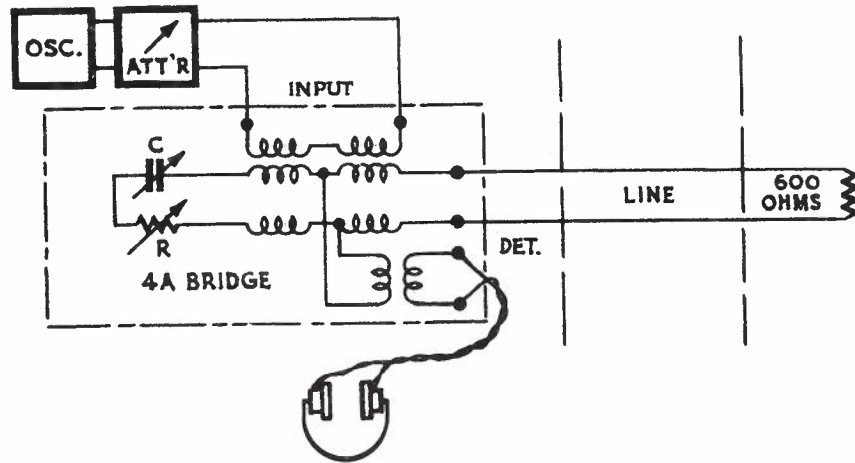 OSC.
ATT'R
INPUT
C
R
4A BRIDGE
DET.
LINE
600
OHMS